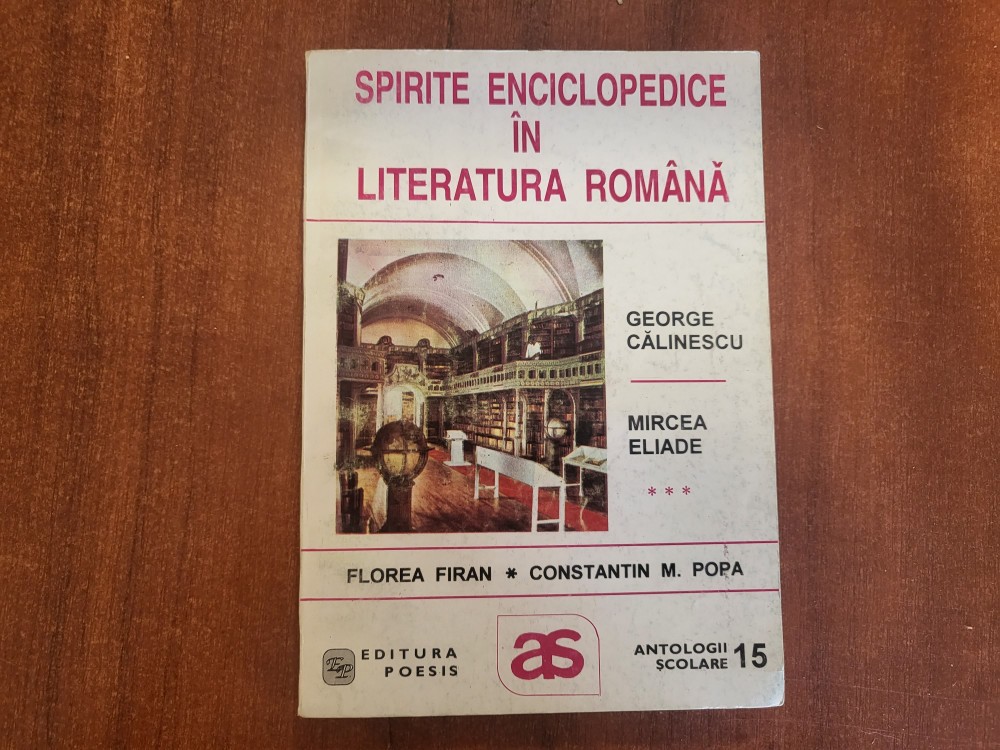 SPIRITE ENCICLOPEDICE
ÎN
LITERATURA ROMÂNĂ
GEORGE
CĂLINESCU
MIRCEA
ELIADE
* * *
FLOREA FIRAN * CONSTANTIN M. POPA
EDITURA
POESIS
as
ANTOLOGII
ŞCOLARE 15